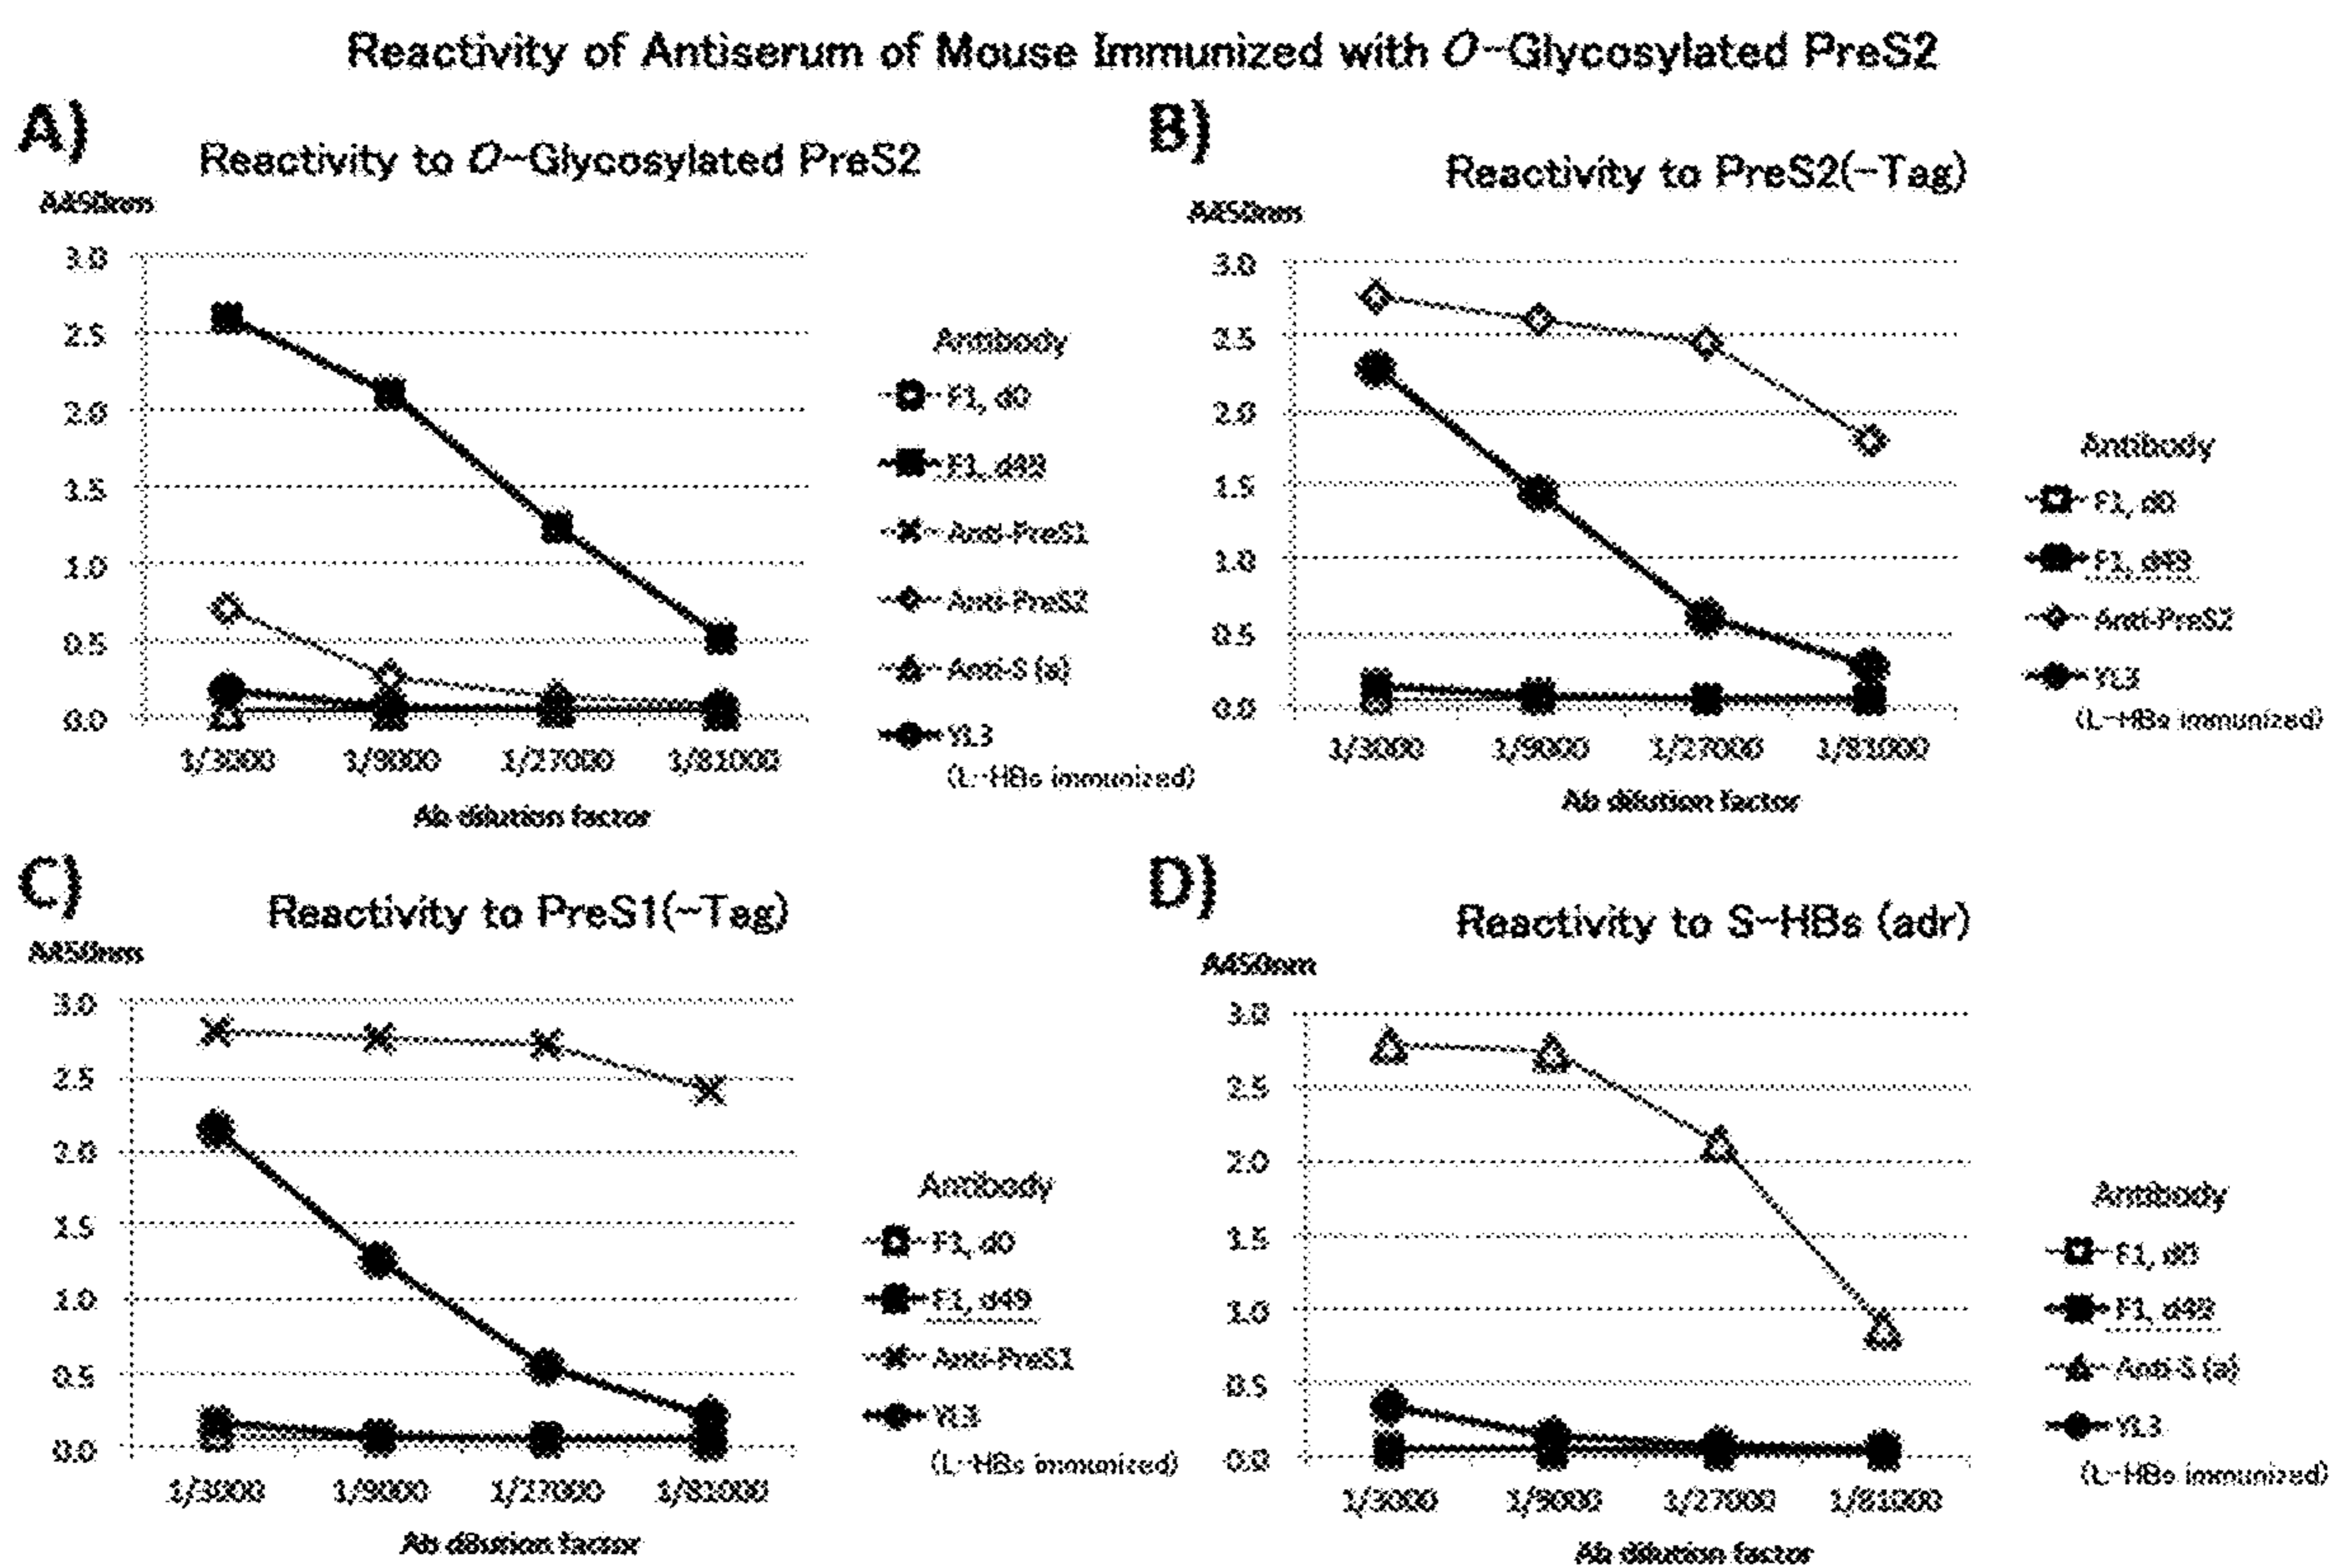 Reactivity of Antiserum of Mouse Immunized with O-Glycosylated PreS2
A)
Reactivity to O-Glycosylated PreS2
A450nm
3.0
2.5
2.0
1.5
1.0
0.5
0.0
1/3000 1/9000 1/27000 1/81000
Ab dilution factor
Antibody
F1, d0
F1, d49
Anti-PreS1
Anti-PreS2
Anti-S (a)
YL3
(L-HBs immunized)
B)
Reactivity to PreS2(-Tag)
A450nm
3.0
2.5
2.0
1.5
1.0
0.5
0.0
1/3000 1/9000 1/27000 1/81000
Ab dilution factor
Antibody
F1, d0
F1, d49
Anti-PreS2
YL3
(L-HBs immunized)
C)
Reactivity to PreS1(-Tag)
A450nm
3.0
2.5
2.0
1.5
1.0
0.5
0.0
1/3000 1/9000 1/27000 1/81000
Ab dilution factor
Antibody
F1, d0
F1, d49
Anti-PreS1
YL3
(L-HBs immunized)
D)
Reactivity to S-HBs (adr)
A450nm
3.0
2.5
2.0
1.5
1.0
0.5
0.0
1/3000 1/9000 1/27000 1/81000
Ab dilution factor
Antibody
F1, d0
F1, d49
Anti-S (a)
YL3
(L-HBs immunized)